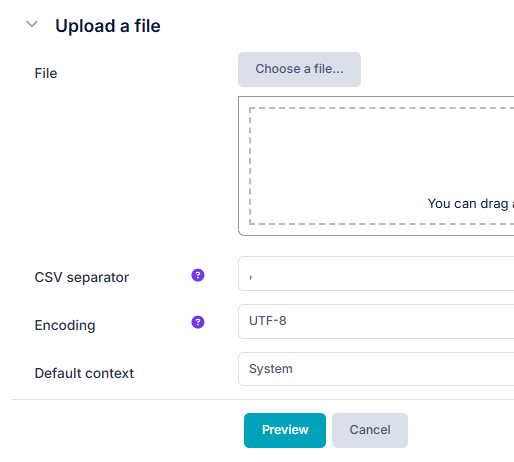 Upload a file
File
Choose a file...
You can drag
CSV separator ? ,
Encoding ? UTF-8
Default context System
Preview Cancel